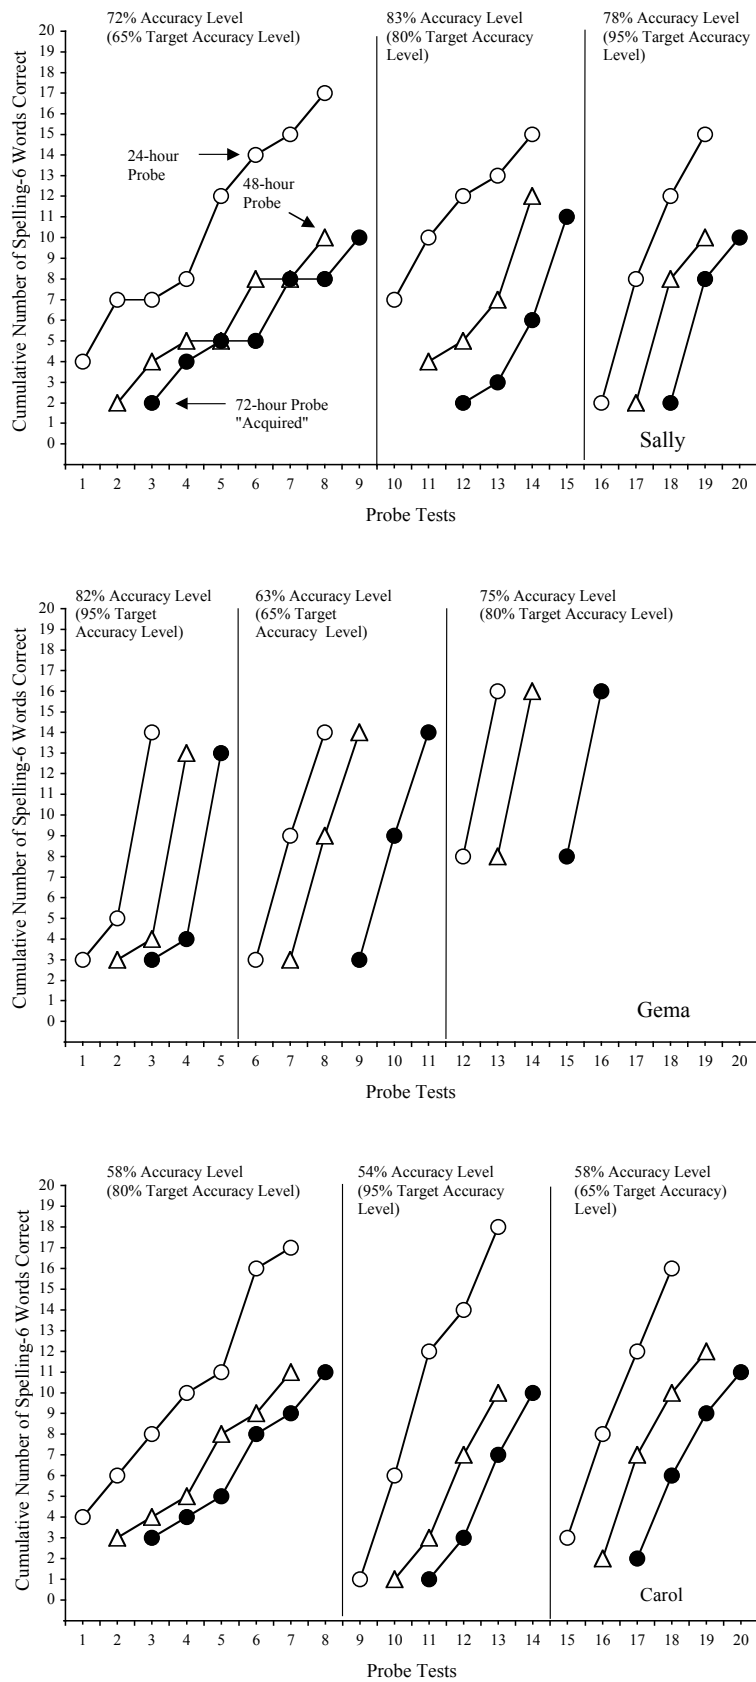 72% Accuracy Level
(65% Target Accuracy Level)
83% Accuracy Level
(80% Target Accuracy
Level)
78% Accuracy Level
(95% Target Accuracy
Level)
Cumulative Number of Spelling-6 Words Correct
20
19
18
17
16
15
14
13
12
11
10
9
8
7
6
5
4
3
2
1
0
24-hour
Probe
48-hour
Probe
72-hour Probe
"Acquired"
Sally
1 2 3 4 5 6 7 8 9 10 11 12 13 14 15 16 17 18 19 20
Probe Tests
82% Accuracy Level
(95% Target
Accuracy Level)
63% Accuracy Level
(65% Target
Accuracy Level)
75% Accuracy Level
(80% Target Accuracy Level)
Cumulative Number of Spelling-6 Words Correct
20
19
18
17
16
15
14
13
12
11
10
9
8
7
6
5
4
3
2
1
0
Gema
1 2 3 4 5 6 7 8 9 10 11 12 13 14 15 16 17 18 19 20
Probe Tests
58% Accuracy Level
(80% Target Accuracy Level)
54% Accuracy Level
(95% Target Accuracy
Level)
58% Accuracy Level
(65% Target Accuracy)
Level)
Cumulative Number of Spelling-6 Words Correct
20
19
18
17
16
15
14
13
12
11
10
9
8
7
6
5
4
3
2
1
0
Carol
1 2 3 4 5 6 7 8 9 10 11 12 13 14 15 16 17 18 19 20
Probe Tests